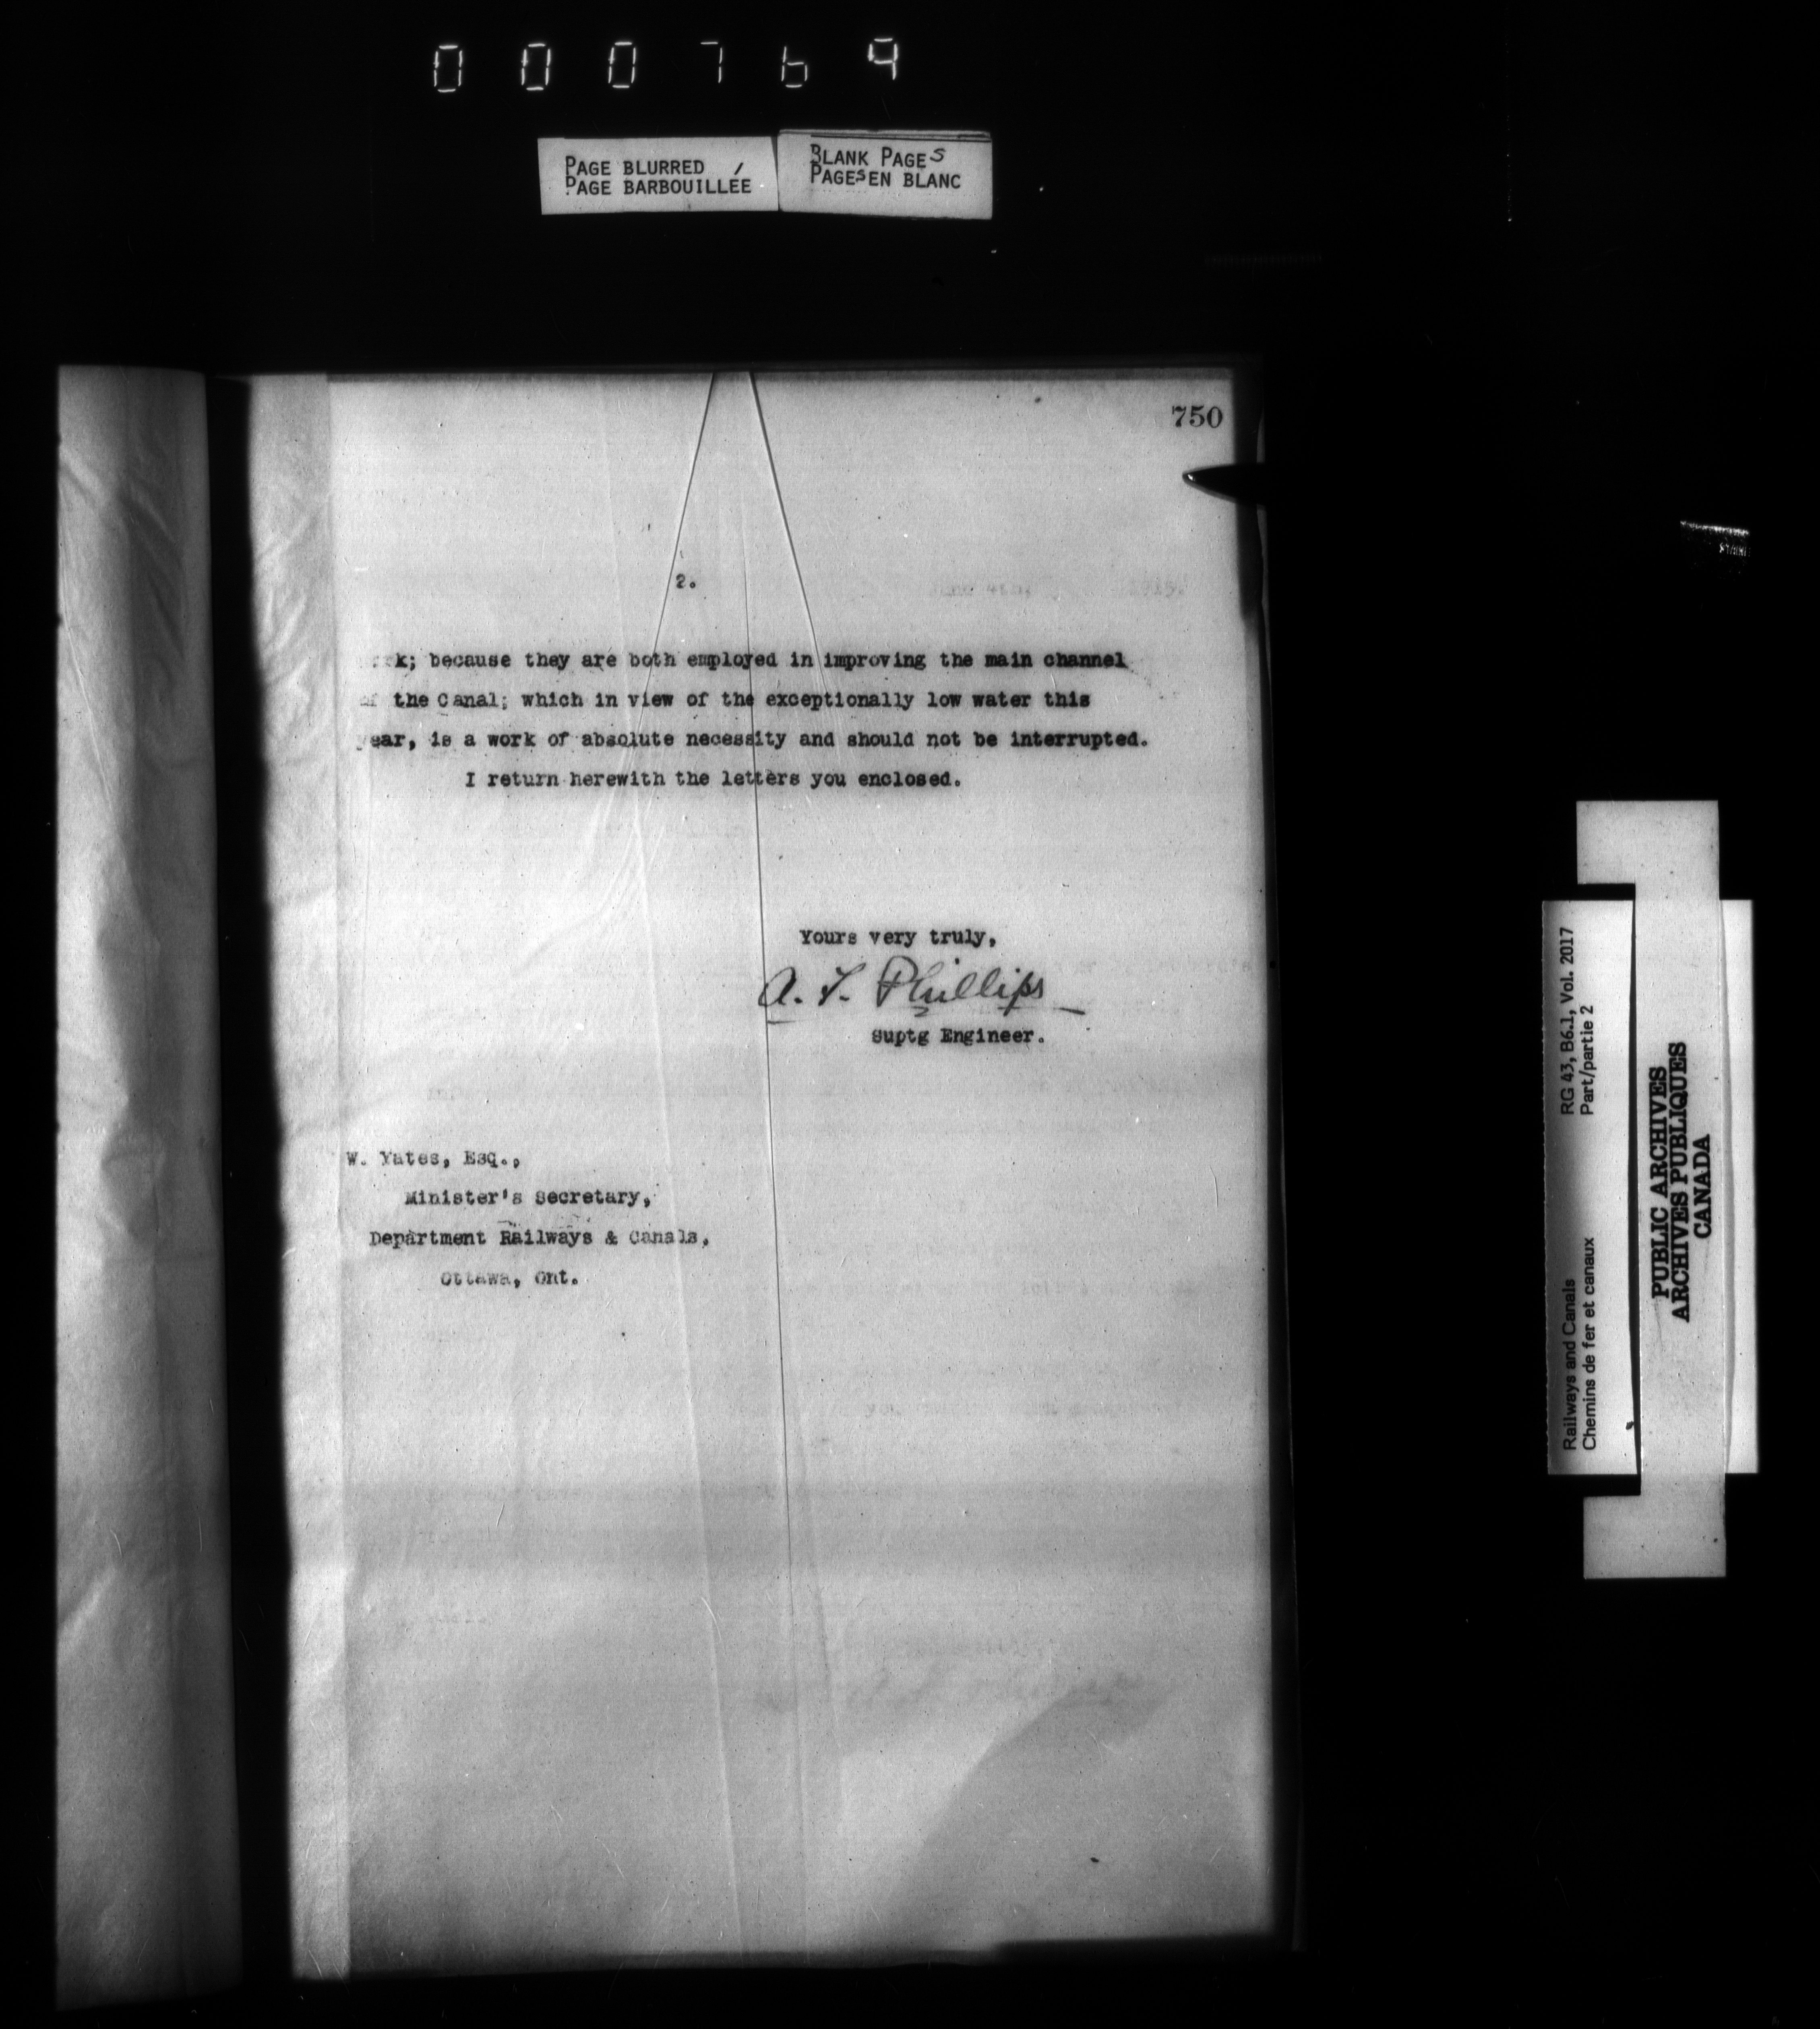 000769
PAGE BLURRED /
PAGE BARBOUILLÉE
BLANK PAGES
PAGES EN BLANC
750
2.
k; because they are both employed in improving the main channel
the Canal; which in view of the exceptionally low water this
year, is a work of absolute necessity and should not be interrupted.
I return herewith the letters you enclosed.
Yours very truly,
A. T. Phillips
Suptg Engineer.
W. Yates, Esq.,
Minister's Secretary,
Department Railways & Canals,
Ottawa, Ont.
Railways and Canals RG 43, B6.1, Vol. 2017
Chemins de fer et canaux Part/partie 2
PUBLIC ARCHIVES
ARCHIVES PUBLIQUES
CANADA